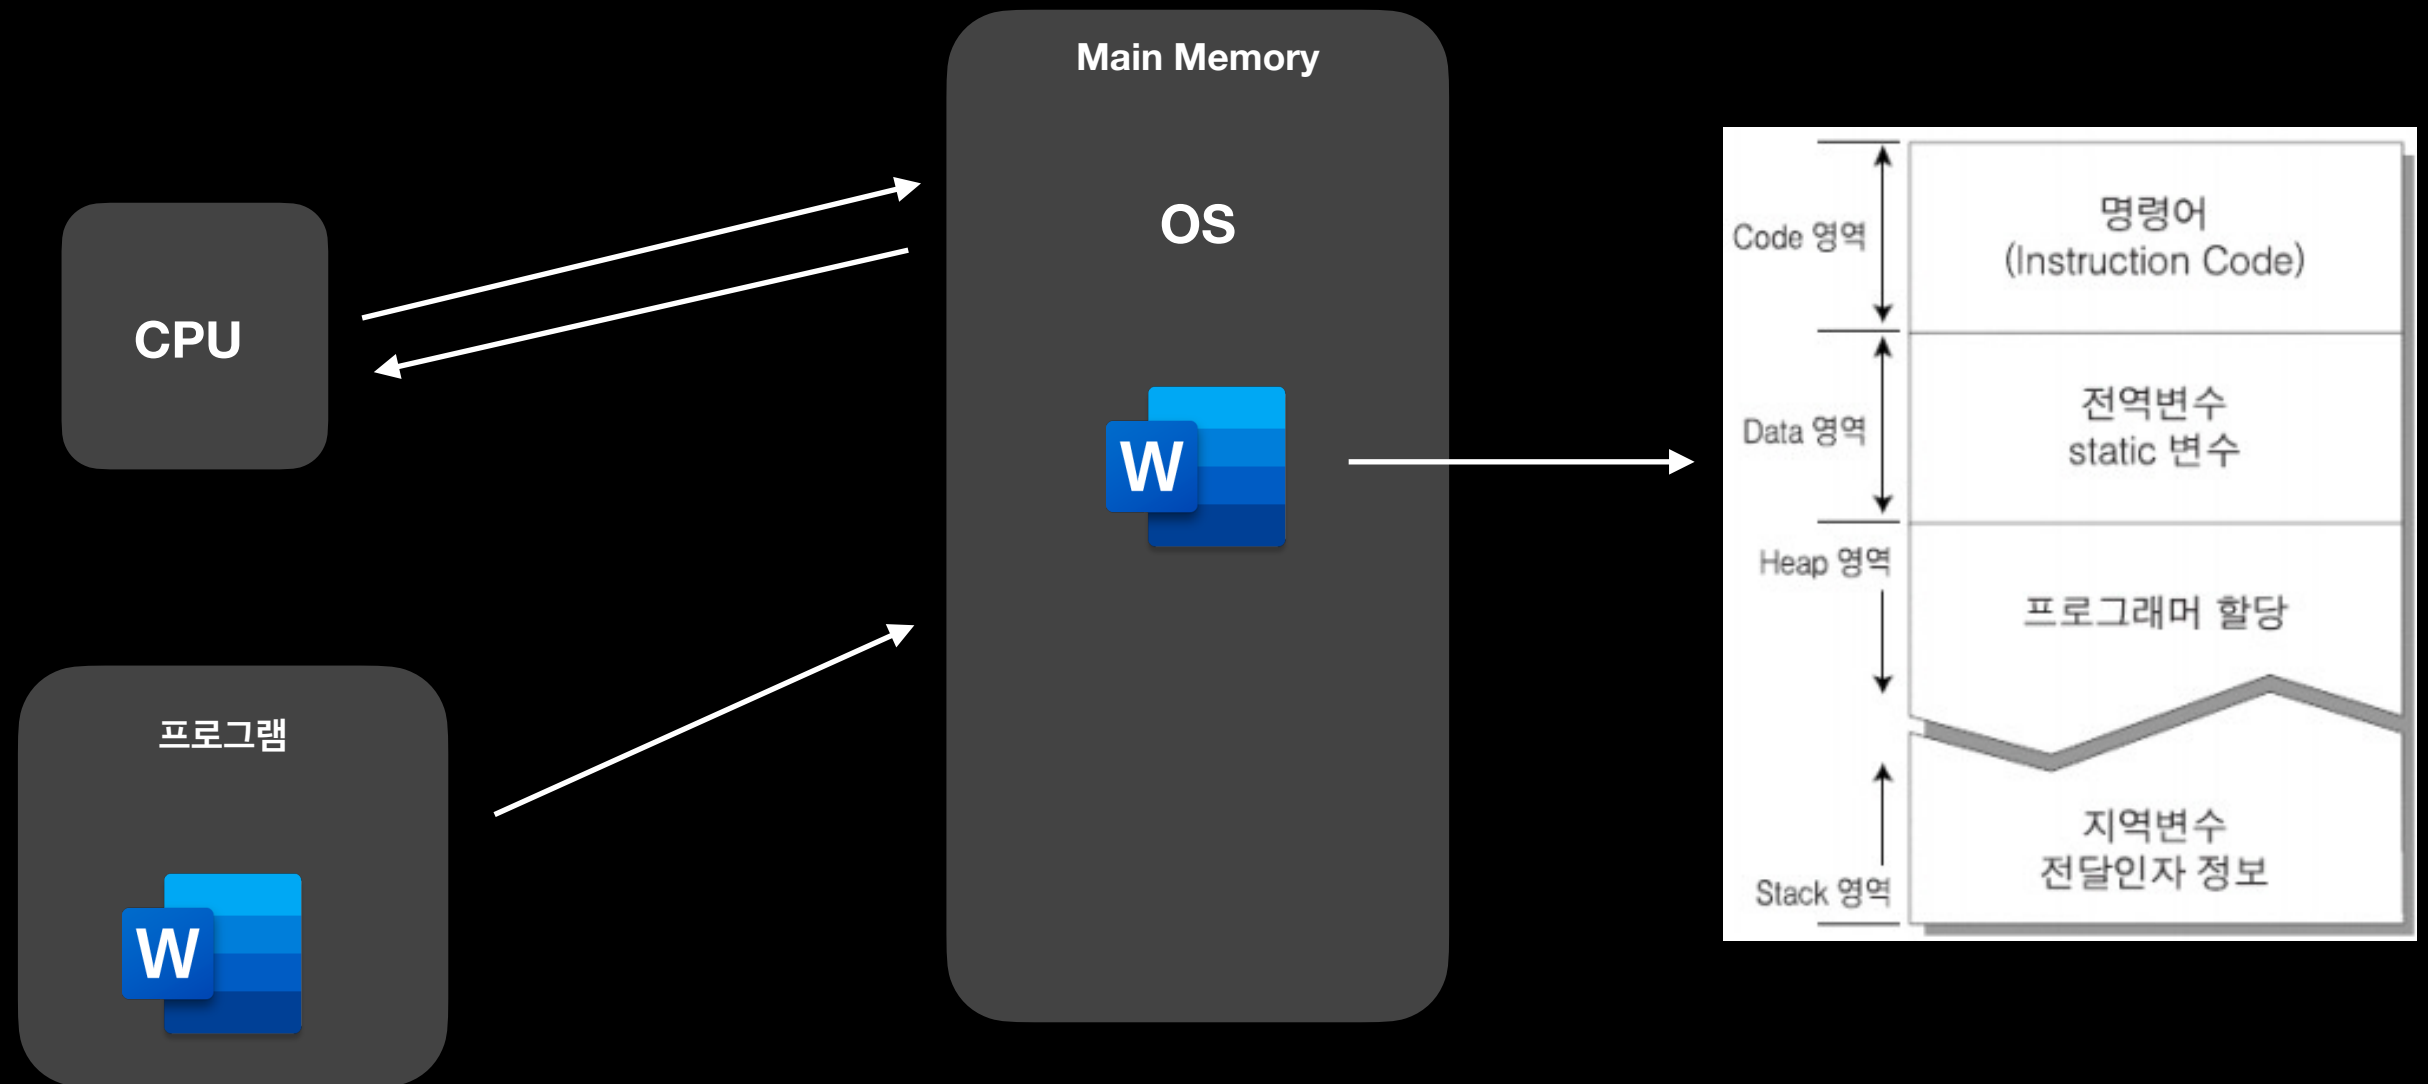 Main Memory
OS
CPU
W
프로그램
W
Code 영역
명령어
(Instruction Code)
Data 영역
전역변수
static 변수
Heap 영역
프로그래머 할당
Stack 영역
지역변수
전달인자 정보